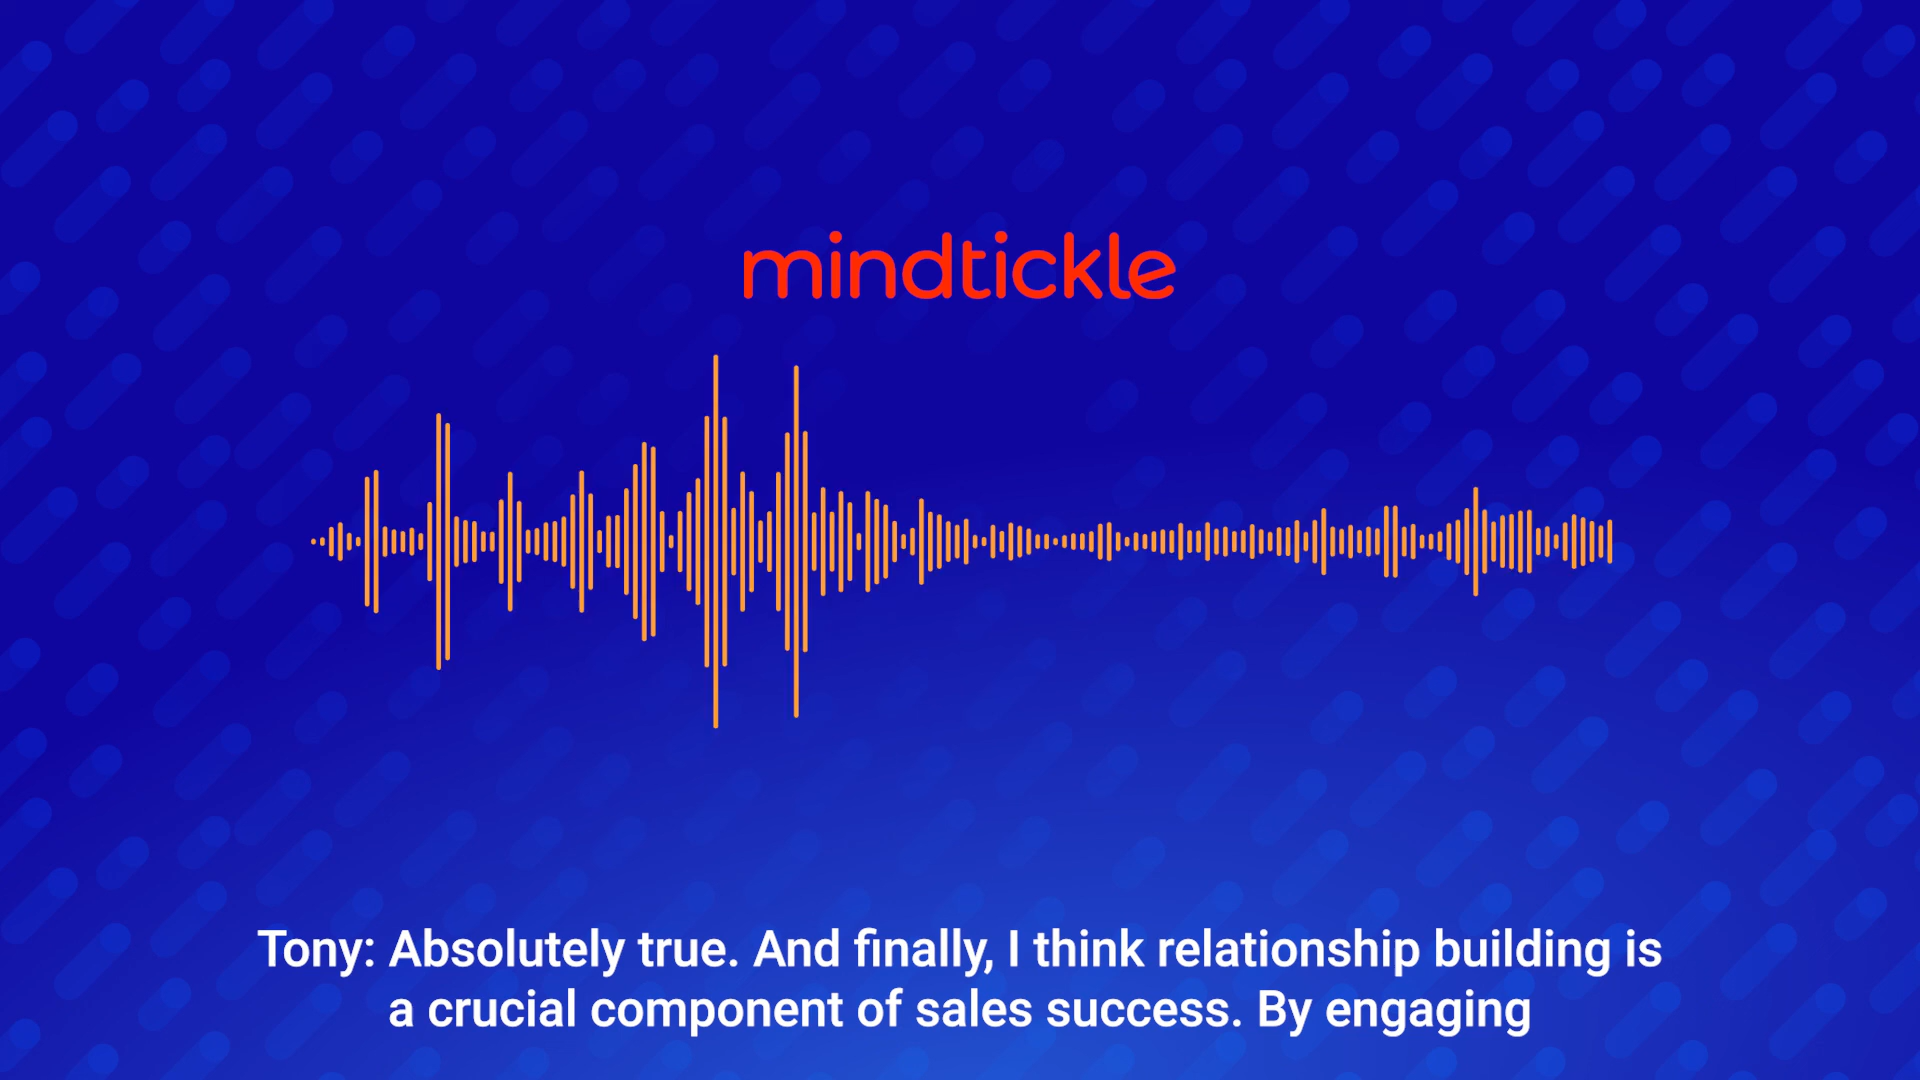 mindtickle
Tony: Absolutely true. And finally, I think relationship building is
a crucial component of sales success. By engaging